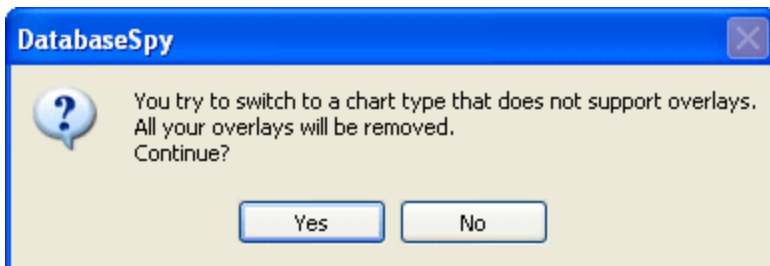 DatabaseSpy
You try to switch to a chart type that does not support overlays.
All your overlays will be removed.
Continue?
Yes No